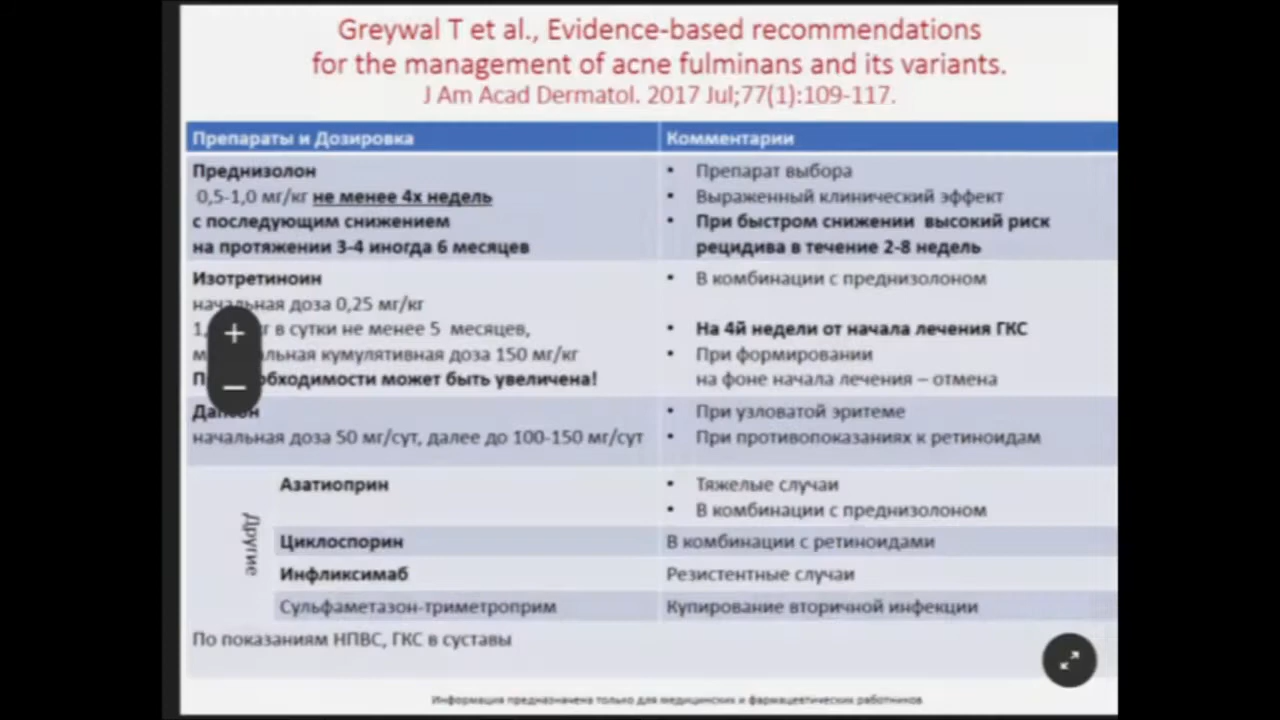 Greywal T et al., Evidence-based recommendations
for the management of acne fulminans and its variants.
J Am Acad Dermatol. 2017 Jul;77(1):109-117.
Препараты и Дозировка
Комментарии
Преднизолон
0,5-1,0 мг/кг не менее 4х недель
с последующим снижением
на протяжении 3-4 иногда 6 месяцев
• Препарат выбора
• Выраженный клинический эффект
• При быстром снижении высокий риск
рецидива в течение 2-8 недель
Изотретиноин
начальная доза 0,25 мг/кг
в сутки не менее 5 месяцев,
кумулятивная доза 150 мг/кг
может быть увеличена!
• В комбинации с преднизолоном
• На 4й недели от начала лечения ГКС
• При формировании
на фоне начала лечения – отмена
Дапсон
начальная доза 50 мг/сут, далее до 100-150 мг/сут
• При узловатой эритеме
• При противопоказаниях к ретиноидам
Другие
Азатиоприн
• Тяжелые случаи
• В комбинации с преднизолоном
Циклоспорин
В комбинации с ретиноидами
Инфликсимаб
Резистентные случаи
Сульфаметазон-триметроприм
Купирование вторичной инфекции
По показаниям НПВС, ГКС в суставы
Информация предназначена только для медицинских и фармацевтических работников